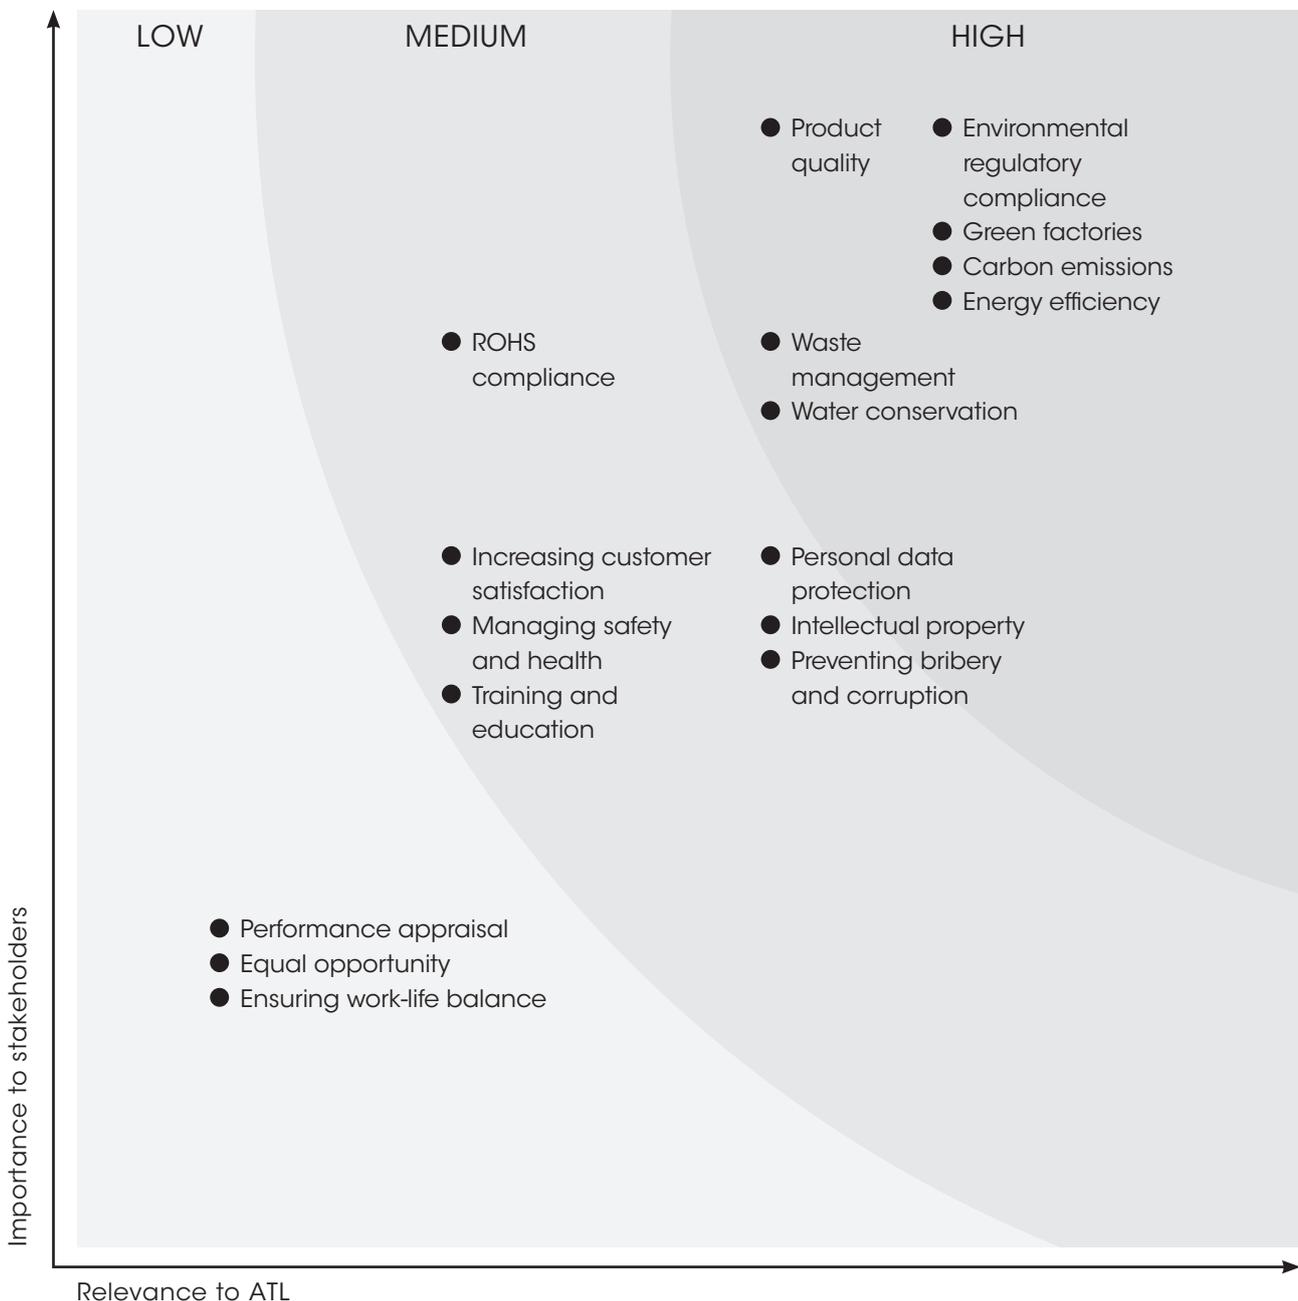 LOW
MEDIUM
HIGH
Product
quality
Environmental
regulatory
compliance
Green factories
Carbon emissions
Energy efficiency
ROHS
compliance
Waste
management
Water conservation
Increasing customer
satisfaction
Managing safety
and health
Training and
education
Personal data
protection
Intellectual property
Preventing bribery
and corruption
Performance appraisal
Equal opportunity
Ensuring work-life balance
Importance to stakeholders
Relevance to ATL